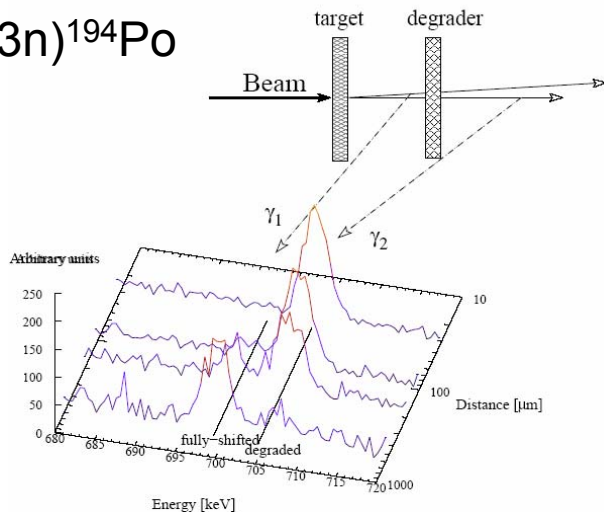 3n)¹⁹⁴Po
target degrader
Beam
γ₁
γ₂
Arbitrary units
250
200
150
100
50
0
10
100
1000
Distance [μm]
fully-shifted
degraded
680 685 690 695 700 705 710 715 720
Energy [keV]